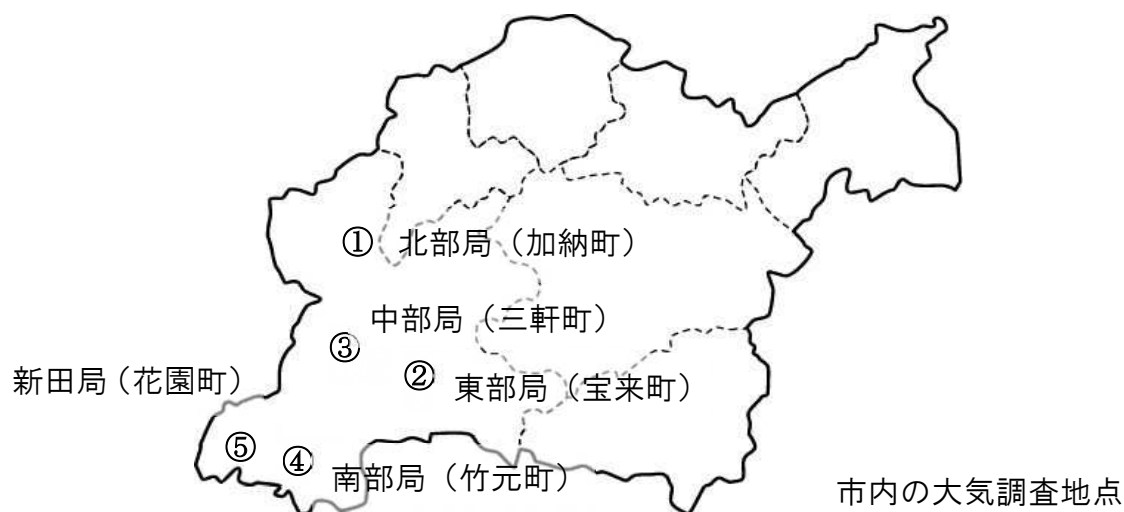 ① 北部局（加納町）
中部局（三軒町）
③
② 東部局（宝来町）
新田局（花園町）
⑤
④ 南部局（竹元町）
市内の大気調査地点